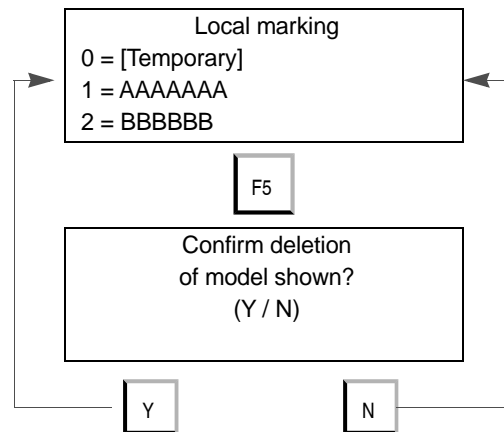 Local marking
0 = [Temporary]
1 = AAAAAAA
2 = BBBBBB
F5
Confirm deletion
of model shown?
(Y / N)
Y N